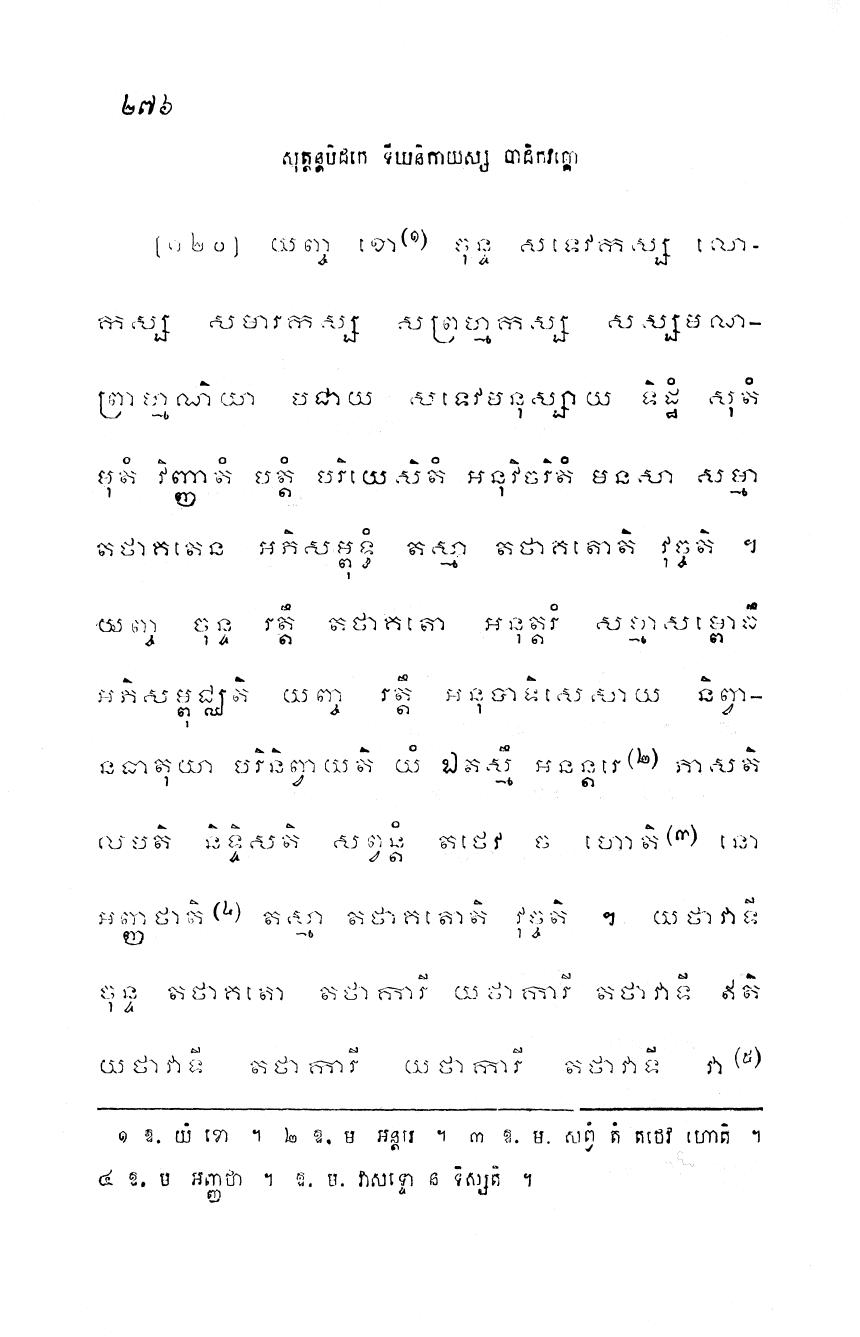 ២៧៦
សុត្តន្តបិដកេ ទីឃនិកាយស្ស បាដិកវគ្គោ
[១២០] យញ្ច ខោ(១) ចុន្ទ សទេវកស្ស លោ-
កស្ស សមារកស្ស សព្រហ្មកស្ស សស្សមណ-
ព្រាហ្មណិយា បជាយ សទេវមនុស្សាយ ទិដ្ឋំ សុតំ
មុតំ វិញ្ញាតំ បត្តំ បរិយេសិតំ អនុវិចរិតំ មនសា សម្មា
តថាគតេន អភិសម្ពុទ្ធំ តស្មា តថាគតោតិ វុច្ចតិ ។
យញ្ច ចុន្ទ រត្តឹ តថាគតោ អនុត្តរំ សម្មាសម្ពោធឹ
អភិសម្ពុជ្ឈតិ យញ្ច រត្តឹ អនុបាទិសេសាយ និព្វា-
នធាតុយា បរិនិព្វាយតិ យំ ឯតស្មឹ អនន្តរេ(២) ភាសតិ
លបតិ និទ្ទិសតិ សព្វន្តំ តថេវ ច ហោតិ(៣) នោ
អញ្ញថាតិ(៤) តស្មា តថាគតោតិ វុច្ចតិ ។ យថាវាទី
ចុន្ទ តថាគតោ តថាការី យថាការី តថាវាទី ឥតិ
យថាវាទី តថាការី យថាការី តថាវាទី វា(៥)
១ ឱ. យំ ខោ ។ ២ ឱ. ម អន្តរេ ។ ៣ ឱ. ម. សព្វំ តំ តថេវ ហោតិ ។
៤ ឱ. ម អញ្ញថា ។ ឱ. ម. វាសទ្ទោ ន ទិស្សតិ ។